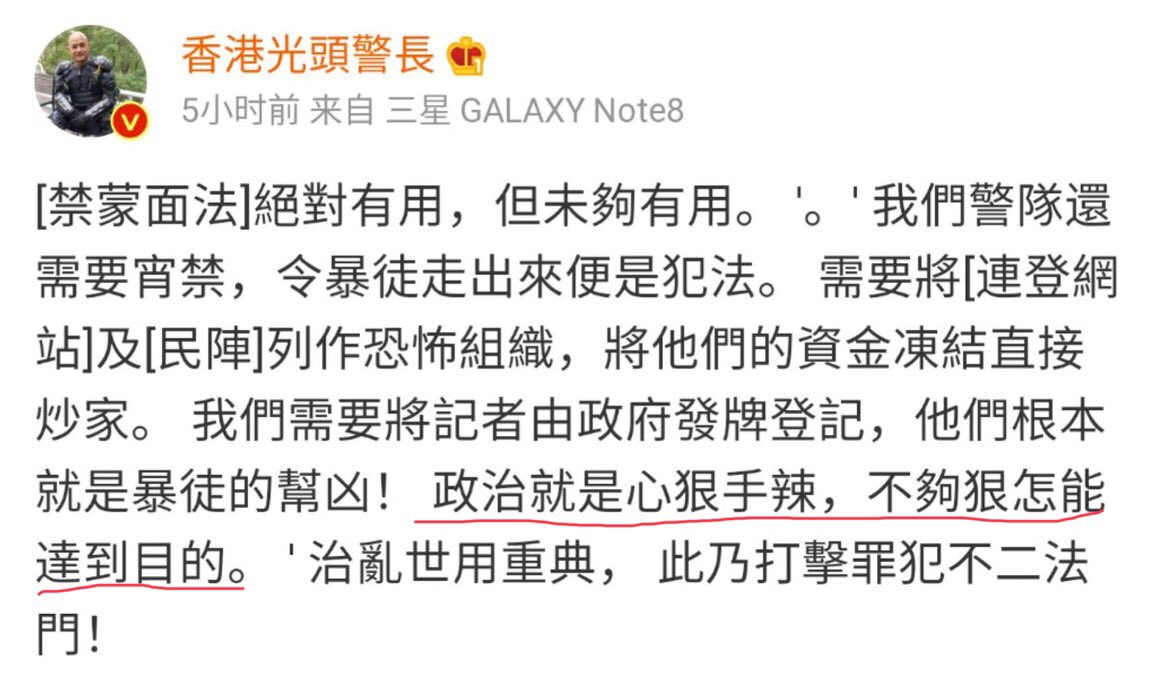 香港光頭警長
5小时前 来自 三星 GALAXY Note8
[禁蒙面法]絕對有用，但未夠有用。 '。' 我們警隊還
需要宵禁，令暴徒走出來便是犯法。 需要將[連登網
站]及[民陣]列作恐怖組織，將他們的資金凍結直接
炒家。 我們需要將記者由政府發牌登記，他們根本
就是暴徒的幫凶！ 政治就是心狠手辣，不夠狠怎能
達到目的。 ' 治亂世用重典， 此乃打擊罪犯不二法
門！